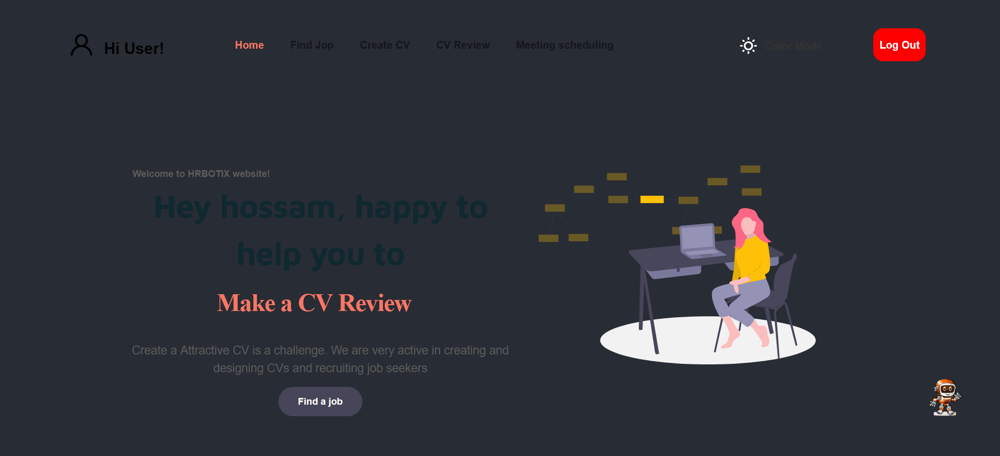 Hi User!
Home
Find Jop
Create CV
CV Review
Meeting scheduling
Color Mode
Log Out
Welcome to HRBOTIX website!
Hey hossam, happy to
help you to
Make a CV Review
Create a Attractive CV is a challenge. We are very active in creating and
designing CVs and recruiting job seekers
Find a job